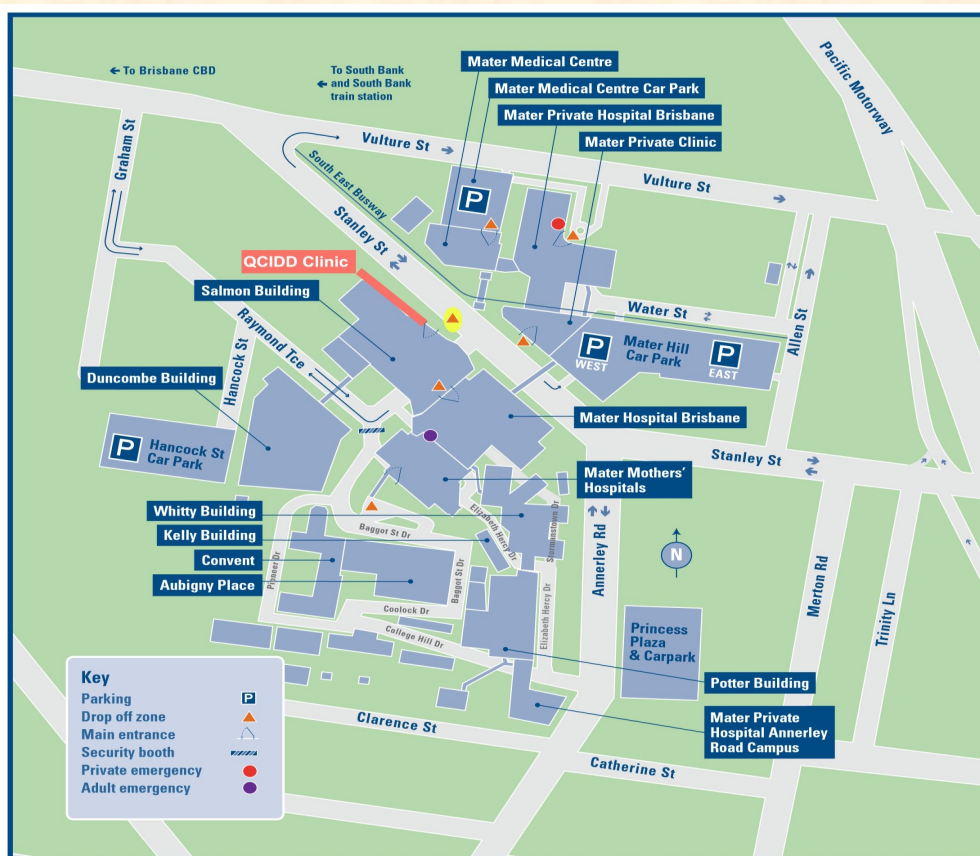 ← To Brisbane CBD
To South Bank
← and South Bank
train station
Mater Medical Centre
Mater Medical Centre Car Park
Mater Private Hospital Brisbane
Mater Private Clinic
Pacific Motorway
Graham St
Vulture St
Vulture St
South East Busway
Stanley St
P
QCIDD Clinic
Salmon Building
Raymond Tce
Water St
Allen St
P
WEST
Mater Hill
Car Park
P
EAST
Duncombe Building
Hancock St
Mater Hospital Brisbane
P
Hancock St
Car Park
Stanley St
Mater Mothers'
Hospitals
Whitty Building
Kelly Building
Convent
Aubigny Place
Baggot St Dr
Elizabeth Hercy Dr
Stormanstown Dr
Pioneer Dr
Baggot St Dr
Coolock Dr
College Hill Dr
Elizabeth Hercy Dr
Annerley Rd
N
Merton Rd
Trinity Ln
Princess
Plaza
& Carpark
Potter Building
Mater Private
Hospital Annerley
Road Campus
Clarence St
Catherine St
Key
Parking P
Drop off zone
Main entrance
Security booth
Private emergency
Adult emergency